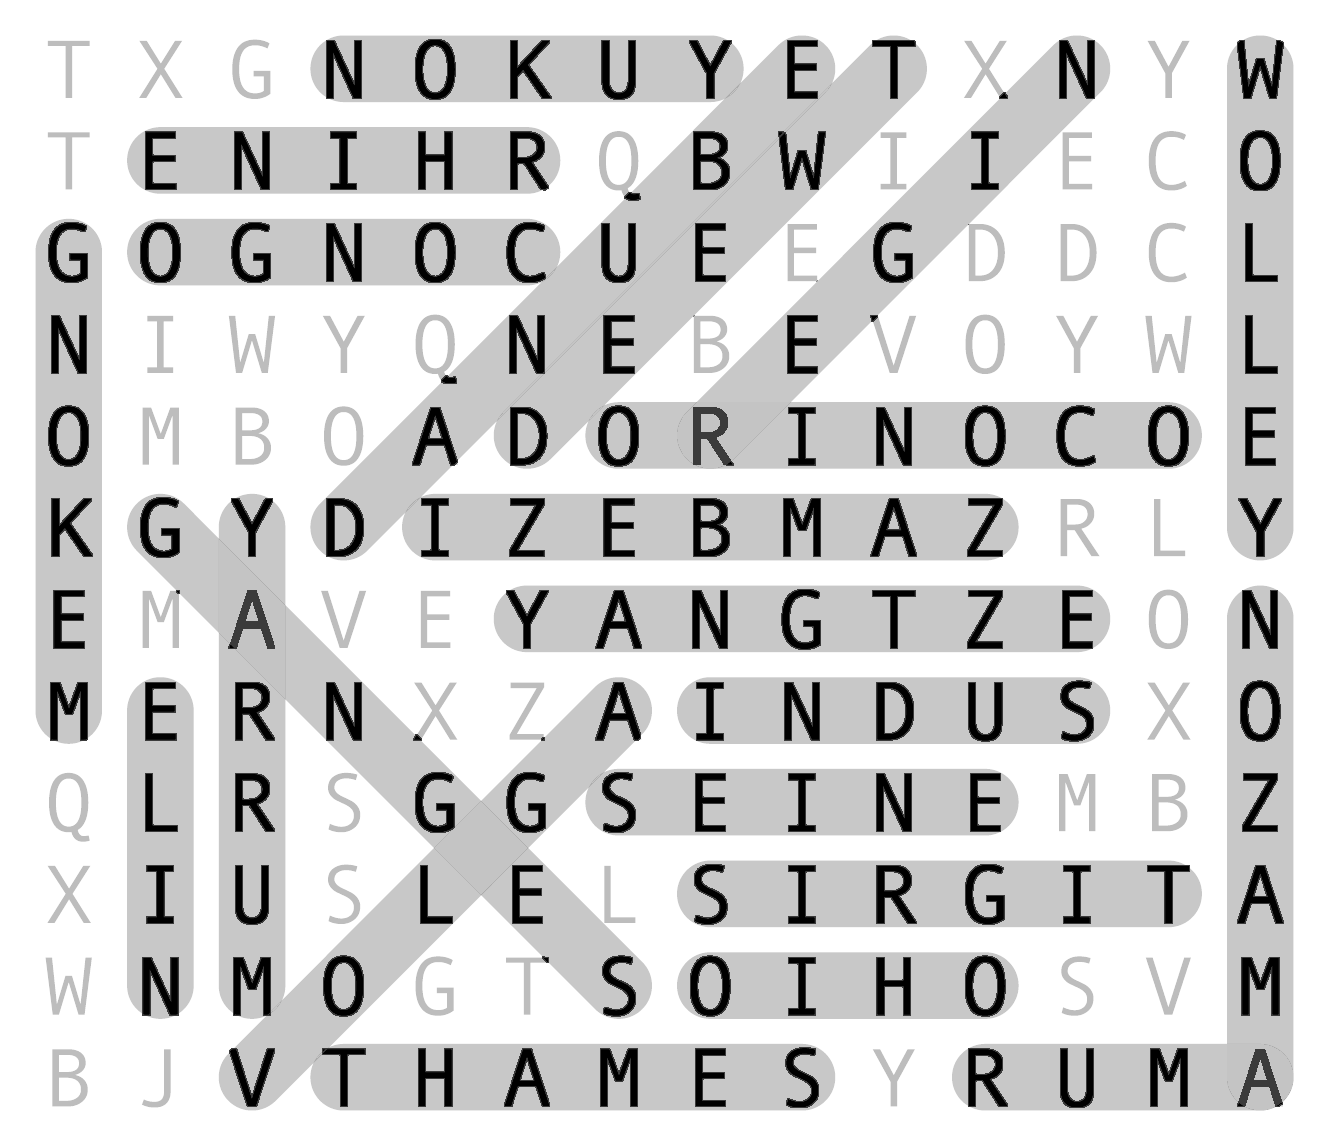 T X G N O K U Y E T X N Y W
T E N I H R Q B W I I E C O
G O G N O C U E E G D D C L
N I W Y Q N E B E V O Y W L
O M B O A D O R I N O C O E
K G Y D I Z E B M A Z R L Y
E M A V E Y A N G T Z E O N
M E R N X Z A I N D U S X O
Q L R S G G S E I N E M B Z
X I U S L E L S I R G I T A
W N M O G T S O I H O S V M
B J V T H A M E S Y R U M A